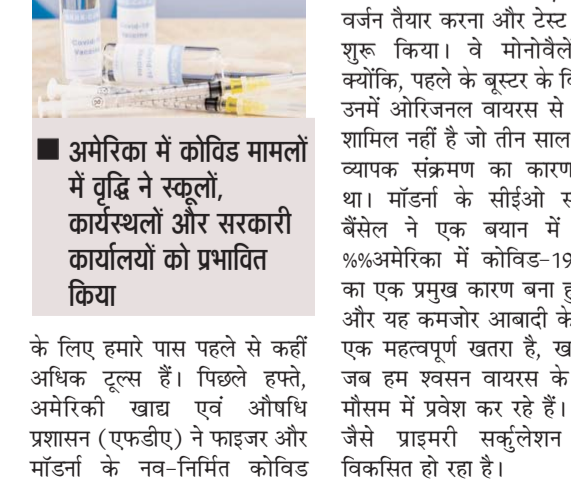 ■ अमेरिका में कोविड मामलों
में वृद्धि ने स्कूलों,
कार्यस्थलों और सरकारी
कार्यालयों को प्रभावित
किया
के लिए हमारे पास पहले से कहीं
अधिक टूल्स हैं। पिछले हफ्ते,
अमेरिकी खाद्य एवं औषधि
प्रशासन (एफडीए) ने फाइजर और
मॉडर्ना के नव-निर्मित कोविड
वर्जन तैयार करना और टेस्ट
शुरू किया। वे
क्योंकि, पहले के बूस्टर के
उनमें ओरिजनल वायरस से
शामिल नहीं है जो तीन साल
व्यापक संक्रमण का कारण
था। मॉडर्ना के सीईओ
बैंसेल ने एक बयान में
%%अमेरिका में कोविड-19
का एक प्रमुख कारण बना
और यह कमजोर आबादी के
एक महत्वपूर्ण खतरा है,
जब हम श्वसन वायरस के
मौसम में प्रवेश कर रहे हैं।
जैसे प्राइमरी सर्कुलेशन
विकसित हो रहा है।